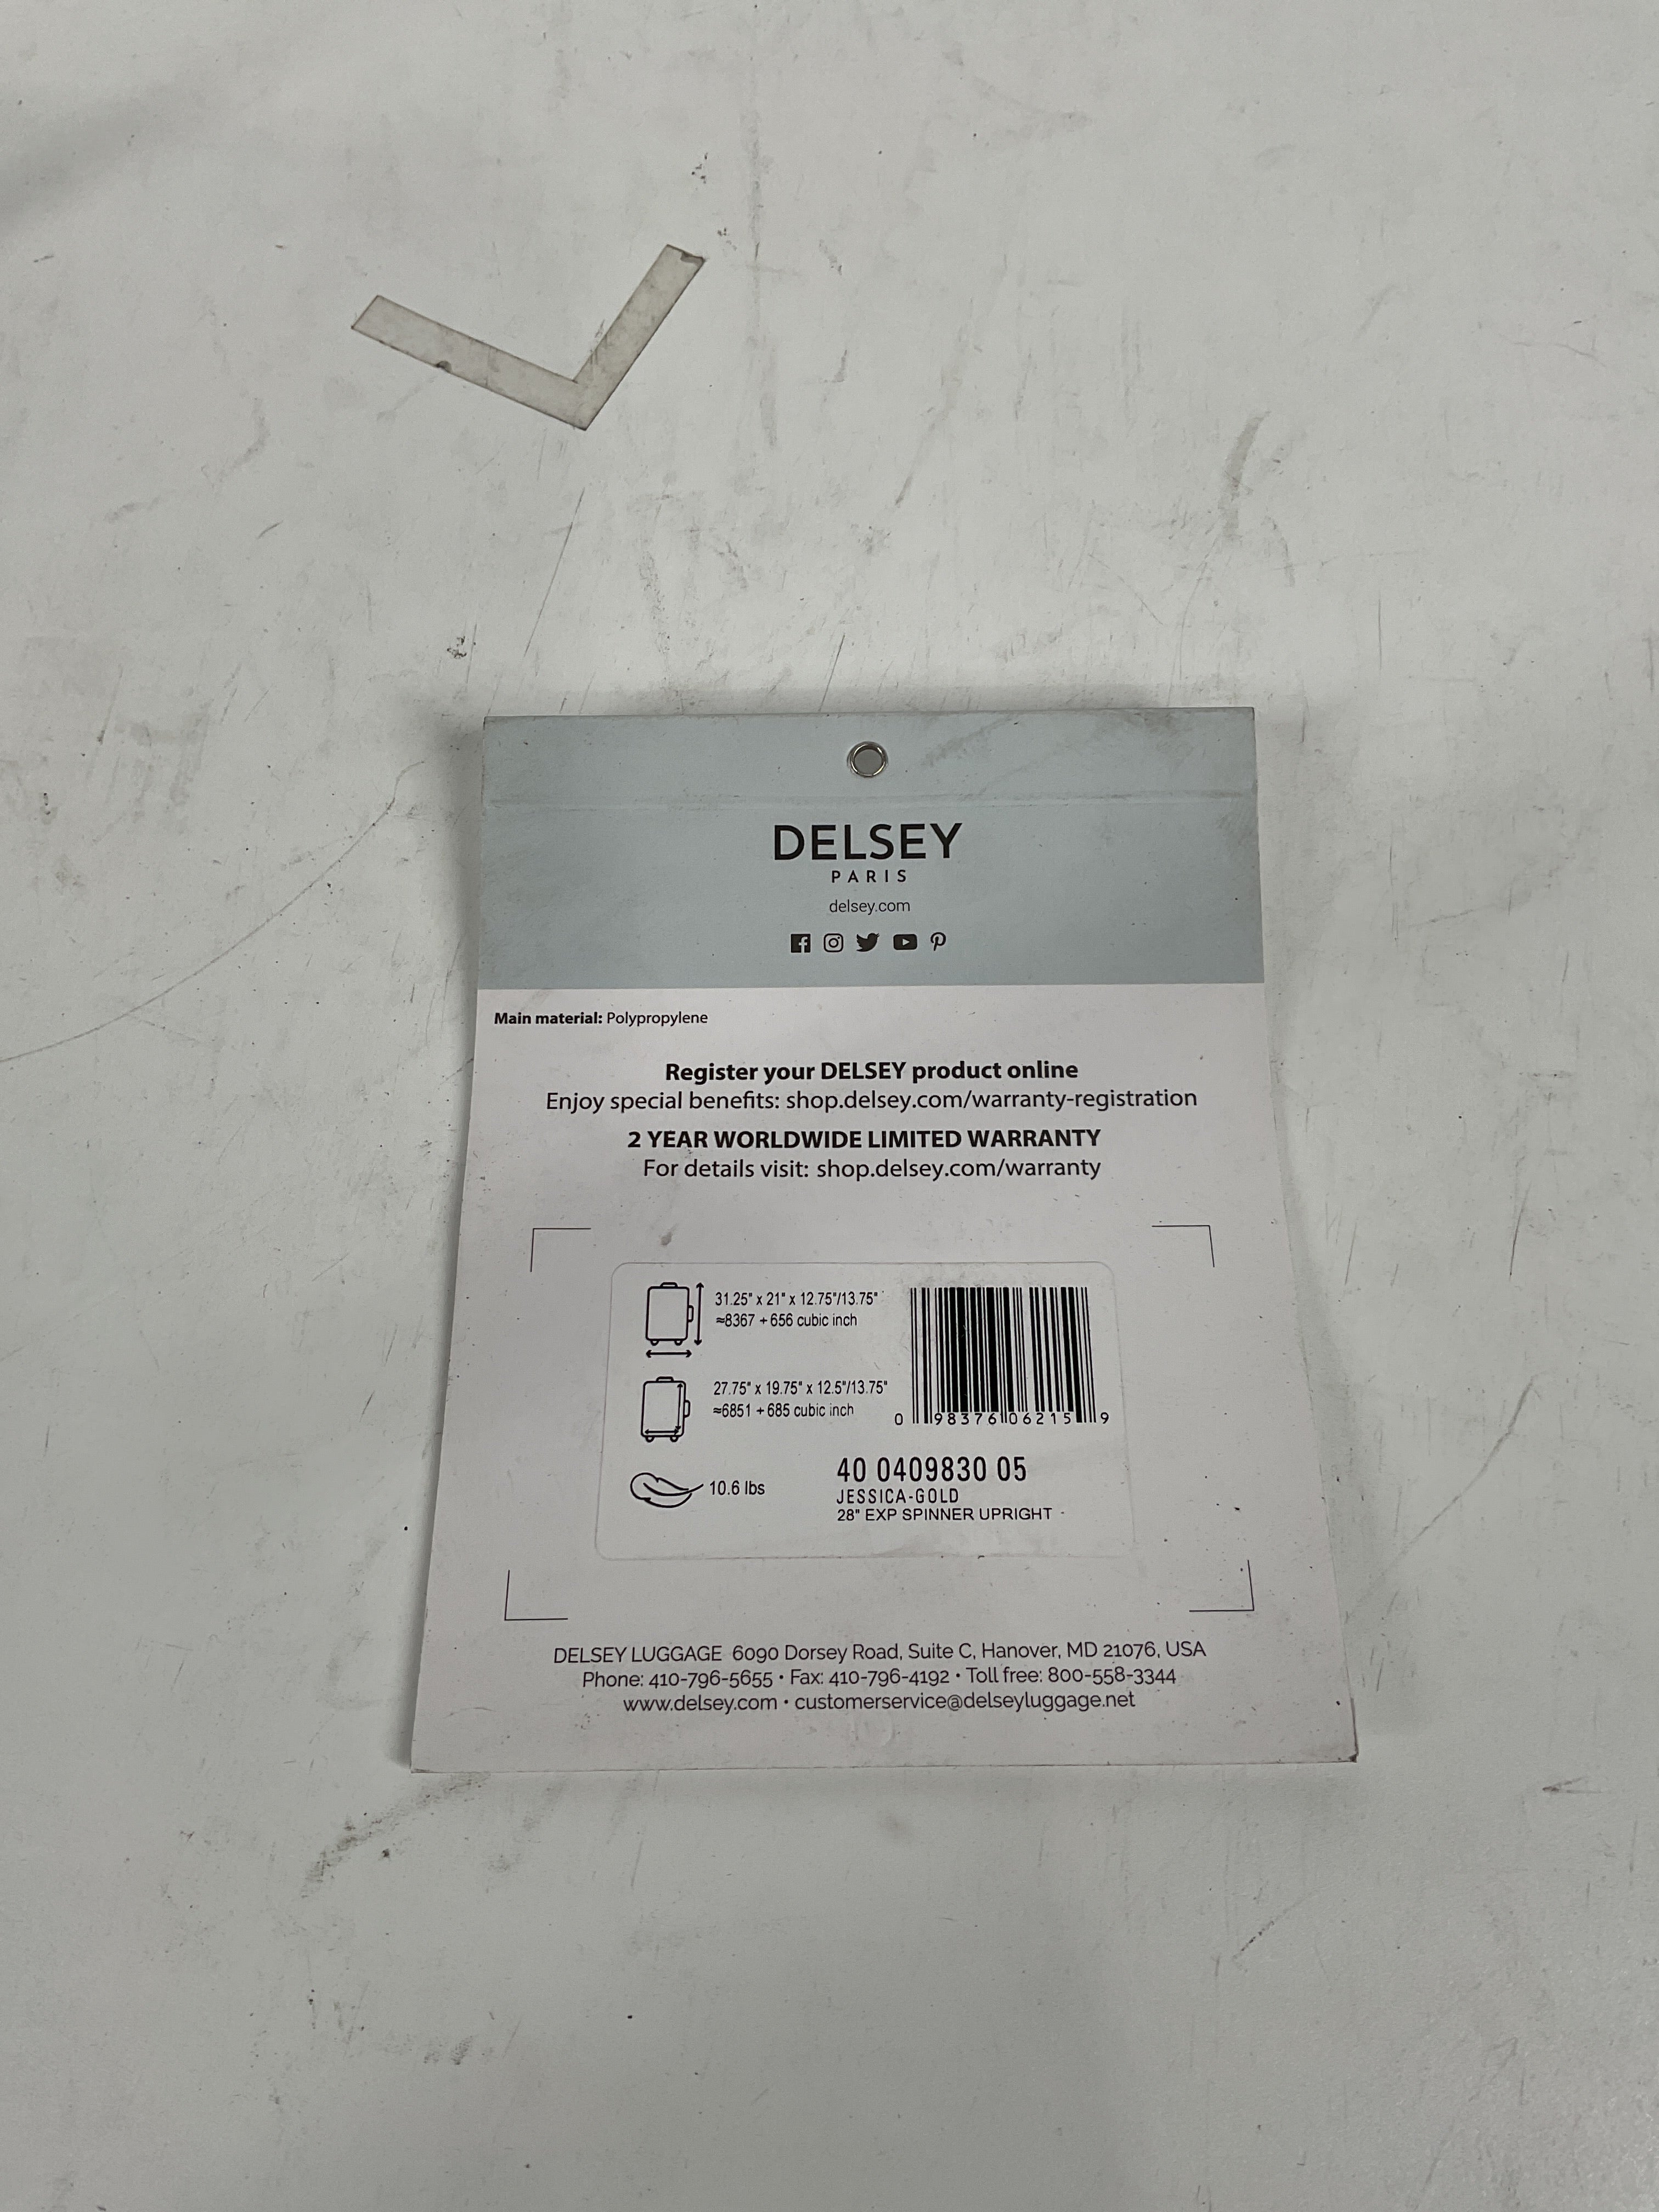 DELSEY
PARIS
delsey.com
Main material: Polypropylene
Register your DELSEY product online
Enjoy special benefits: shop.delsey.com/warranty-registration
2 YEAR WORLDWIDE LIMITED WARRANTY
For details visit: shop.delsey.com/warranty
31.25" x 21" x 12.75"/13.75"
≈8367 + 656 cubic inch
27.75" x 19.75" x 12.5"/13.75"
≈6851 + 685 cubic inch
0 98376 06215 9
10.6 lbs
40 0409830 05
JESSICA-GOLD
28" EXP SPINNER UPRIGHT -
DELSEY LUGGAGE 6090 Dorsey Road, Suite C, Hanover, MD 21076, USA
Phone: 410-796-5655 • Fax: 410-796-4192 • Toll free: 800-558-3344
www.delsey.com • customerservice@delseyluggage.net